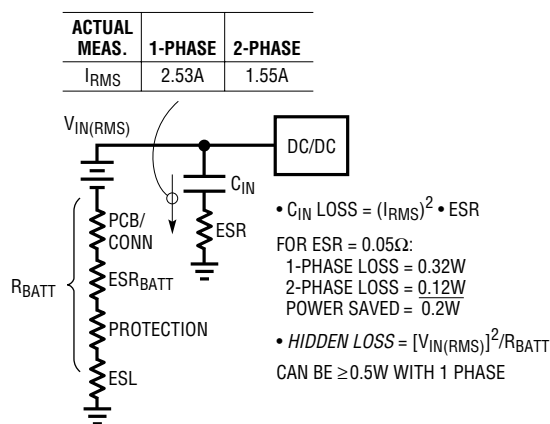 ACTUAL
MEAS. 1-PHASE 2-PHASE
IRMS 2.53A 1.55A
VIN(RMS)
DC/DC
CIN
ESR
PCB/
CONN
RBATT
ESRBATT
PROTECTION
ESL
• CIN LOSS = (IRMS)² • ESR
FOR ESR = 0.05Ω:
1-PHASE LOSS = 0.32W
2-PHASE LOSS = 0.12W
POWER SAVED = 0.2W
• HIDDEN LOSS = [VIN(RMS)]²/RBATT
CAN BE ≥0.5W WITH 1 PHASE